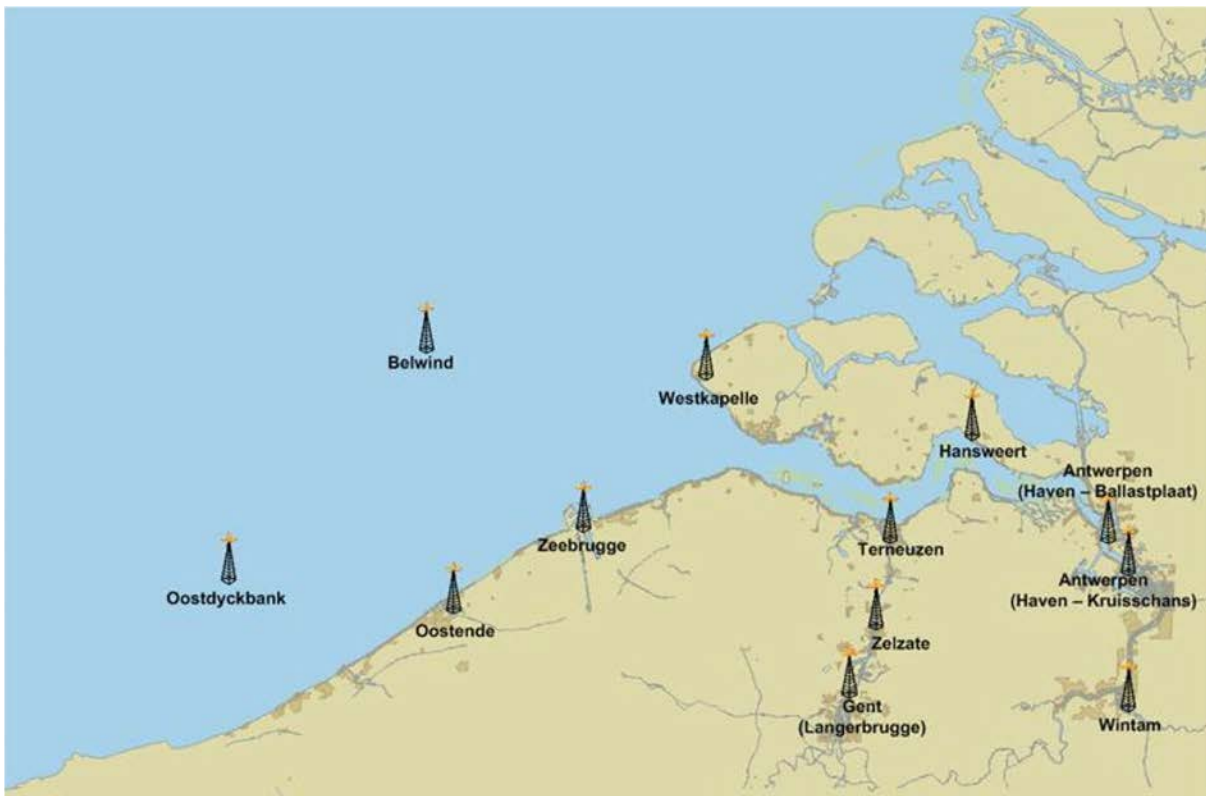 Belwind
Westkapelle
Hansweert
Antwerpen
(Haven – Ballastplaat)
Zeebrugge
Terneuzen
Oostdyckbank
Antwerpen
(Haven – Kruisschans)
Oostende
Zelzate
Gent
(Langerbrugge)
Wintam